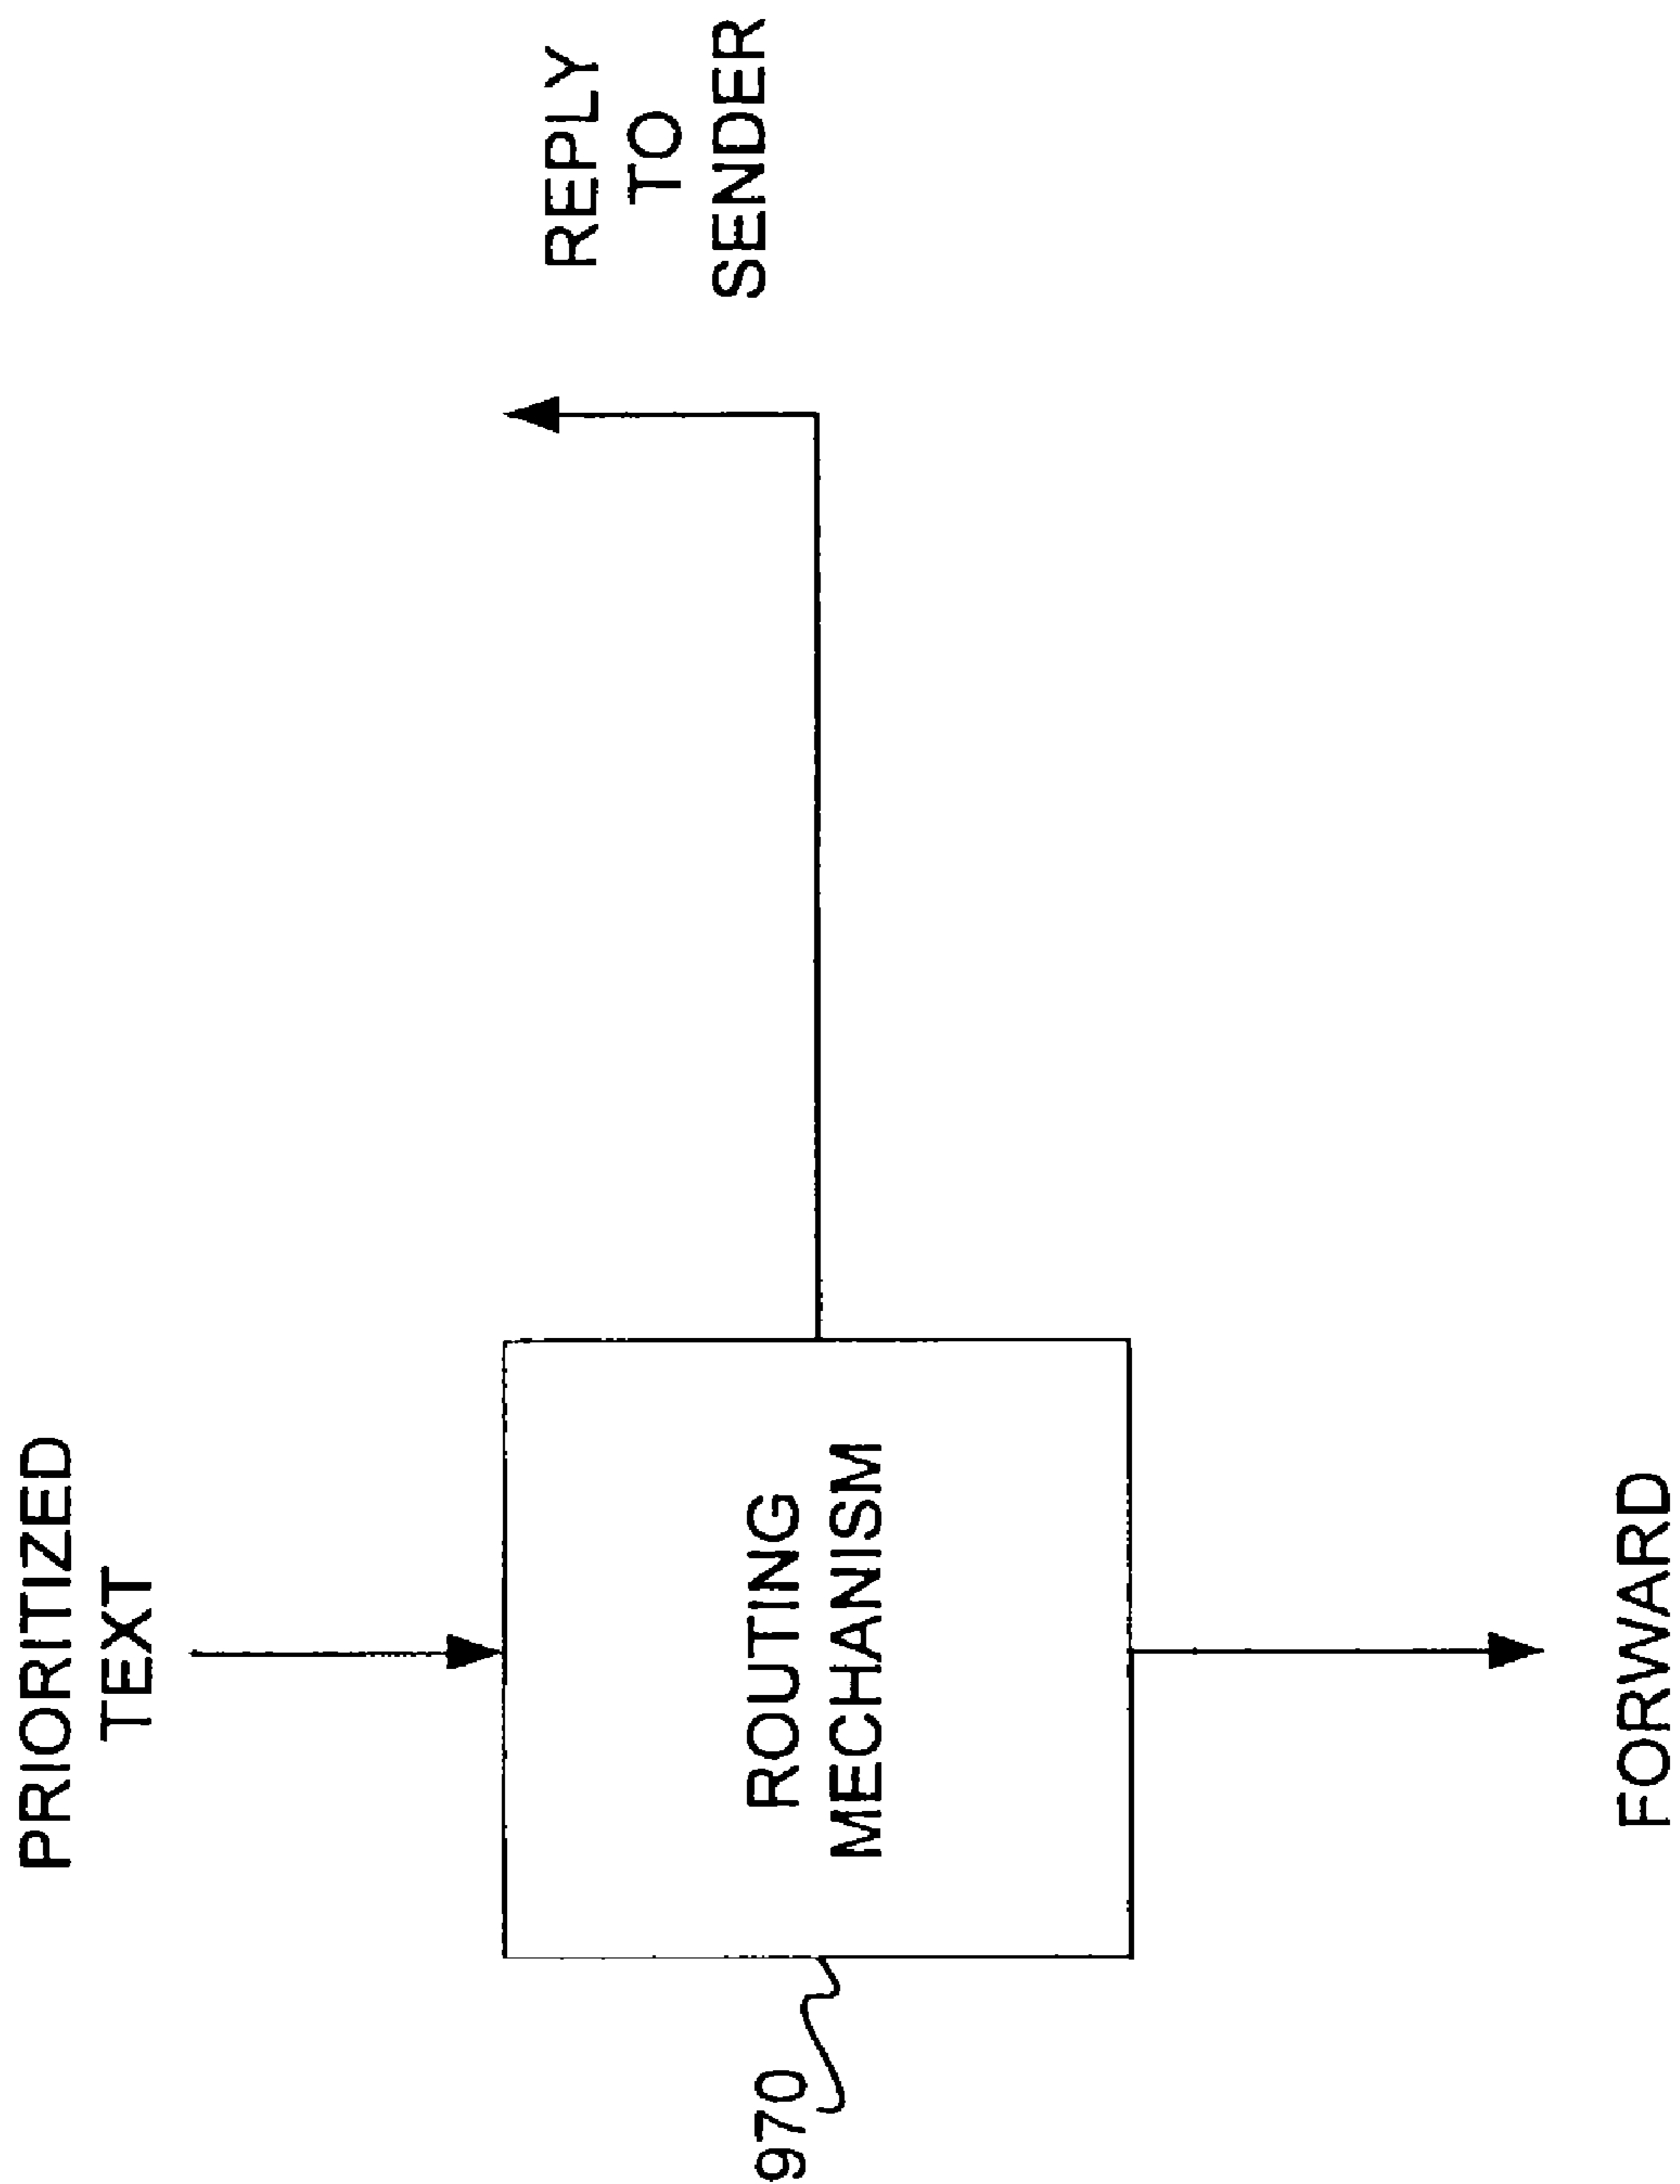 PRIORITIZED
TEXT
970
ROUTING
MECHANISM
REPLY
TO
SENDER
FORWARD